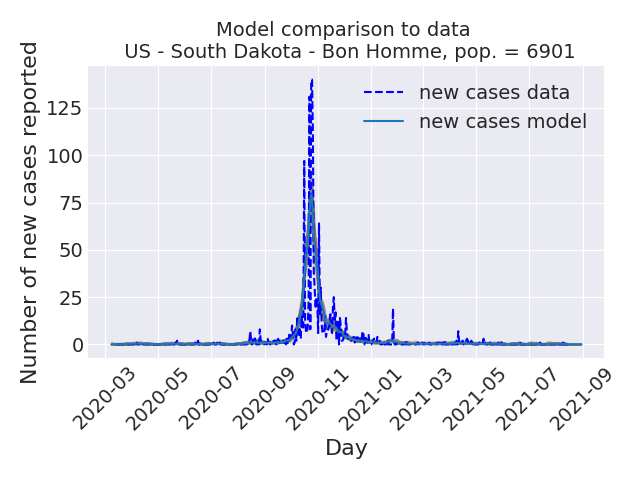 Model comparison to data
US - South Dakota - Bon Homme, pop. = 6901
Number of new cases reported
125
100
75
50
25
0
new cases data
new cases model
2020-03
2020-05
2020-07
2020-09
2020-11
2021-01
2021-03
2021-05
2021-07
2021-09
Day